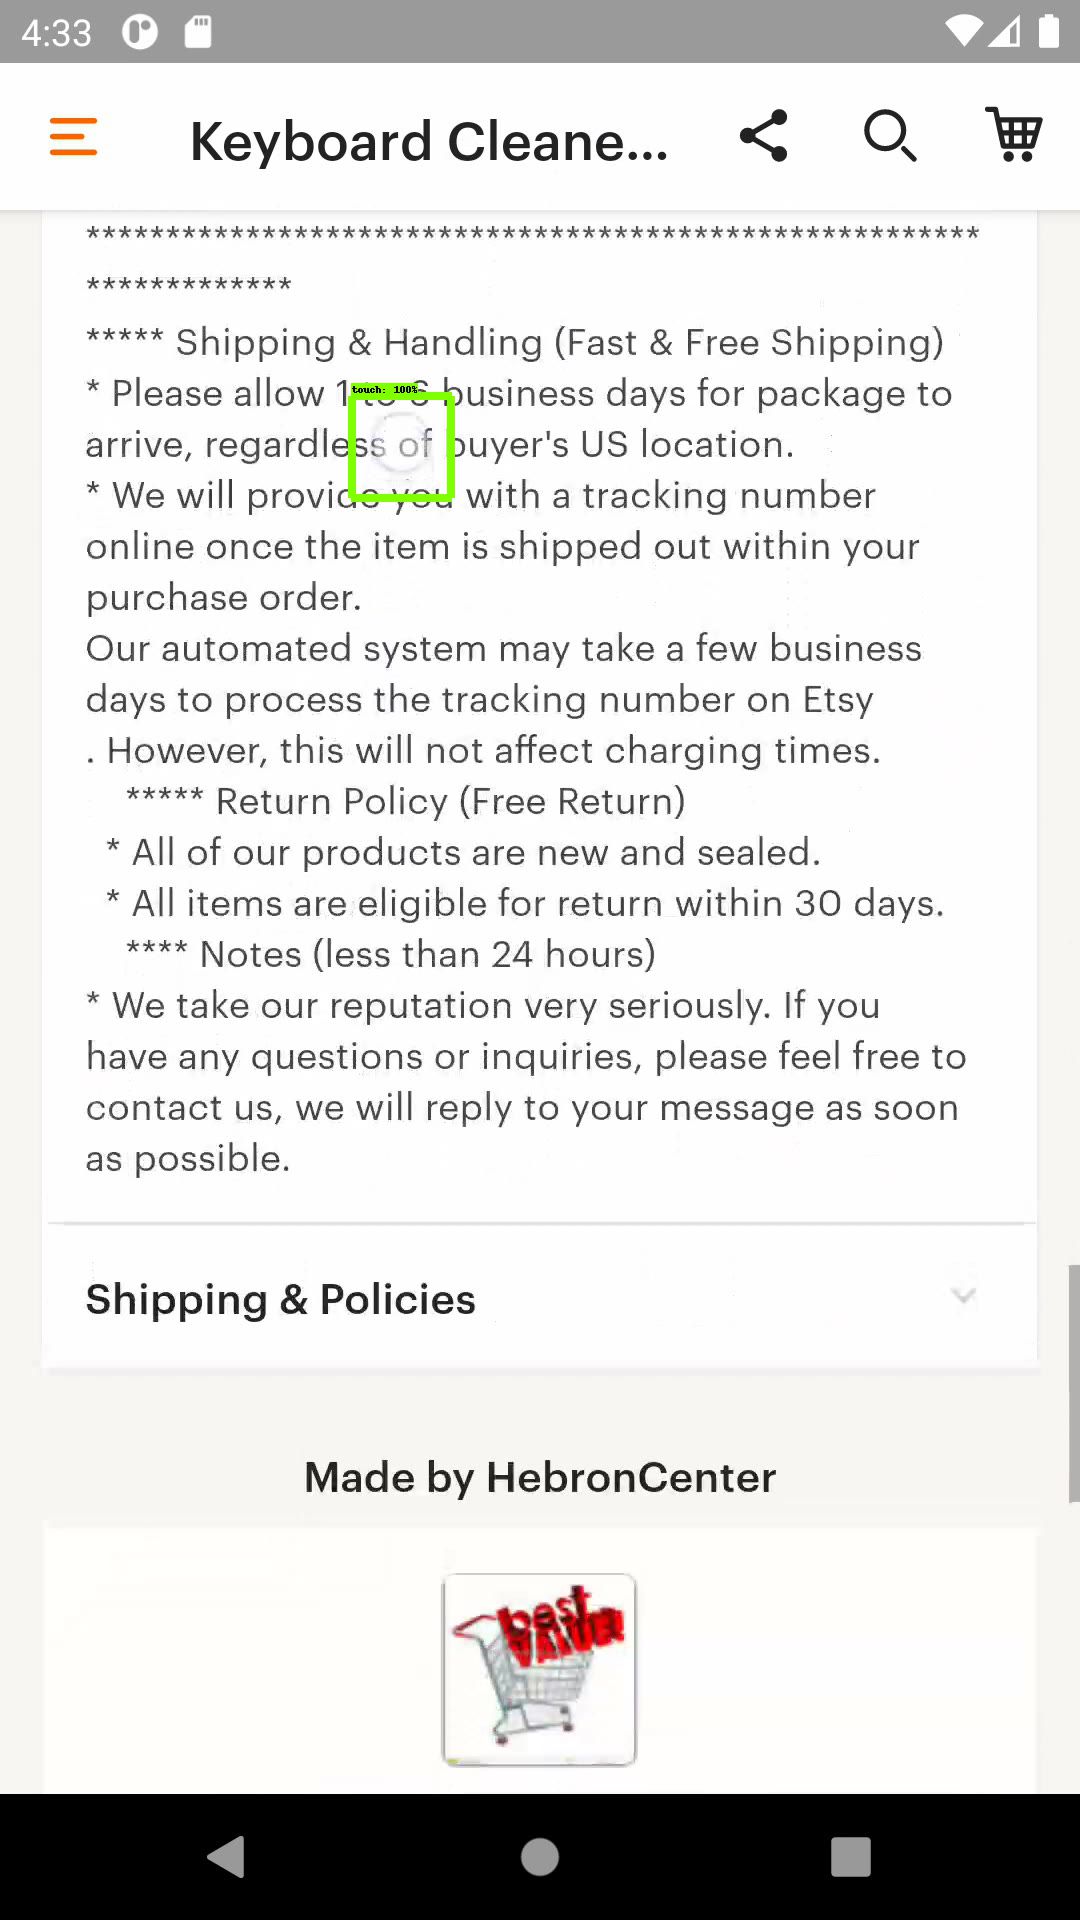 4:33
Keyboard Cleane...
********************************************************
*************
***** Shipping & Handling (Fast & Free Shipping)
* Please allow 1 to 6 business days for package to
touch: 100%
arrive, regardless of buyer's US location.
* We will provide you with a tracking number
online once the item is shipped out within your
purchase order.
Our automated system may take a few business
days to process the tracking number on Etsy
. However, this will not affect charging times.
***** Return Policy (Free Return)
* All of our products are new and sealed.
* All items are eligible for return within 30 days.
**** Notes (less than 24 hours)
* We take our reputation very seriously. If you
have any questions or inquiries, please feel free to
contact us, we will reply to your message as soon
as possible.
Shipping & Policies
Made by HebronCenter
best
VALUE!